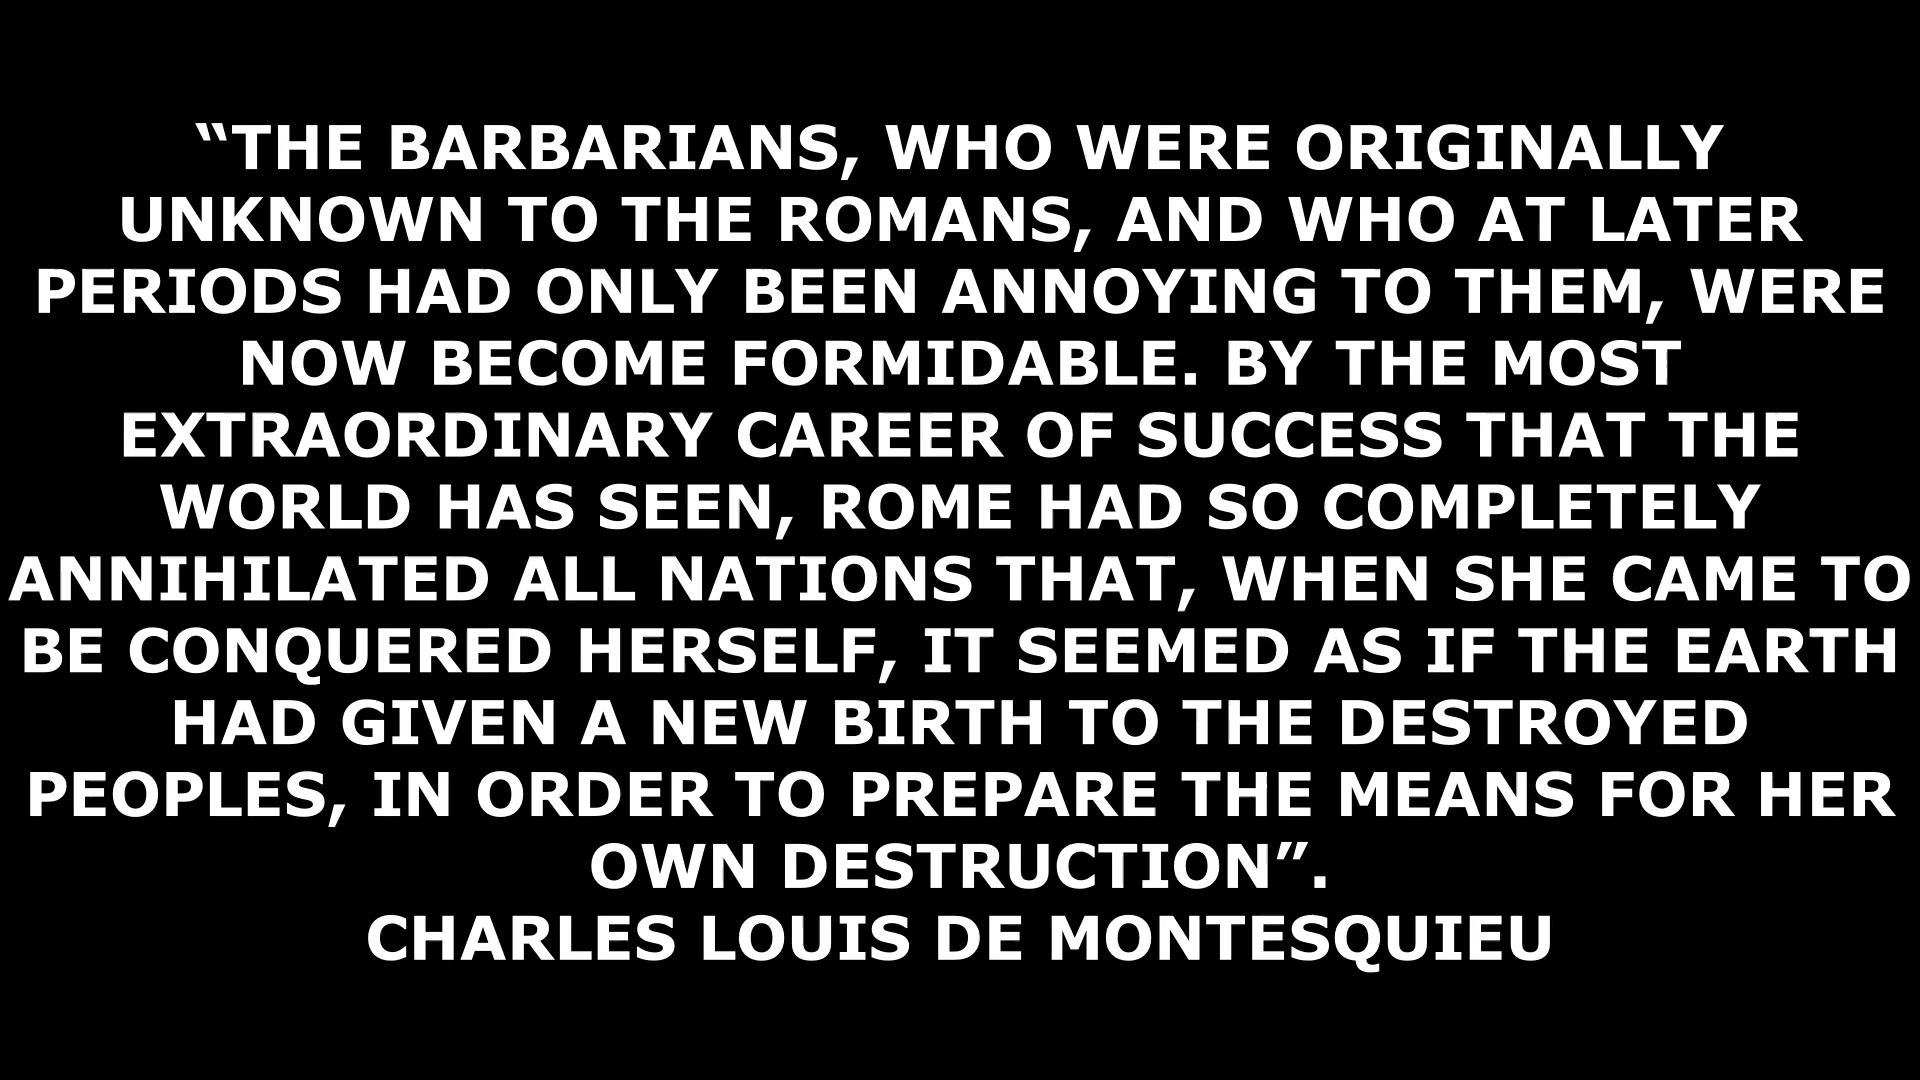 “THE BARBARIANS, WHO WERE ORIGINALLY
UNKNOWN TO THE ROMANS, AND WHO AT LATER
PERIODS HAD ONLY BEEN ANNOYING TO THEM, WERE
NOW BECOME FORMIDABLE. BY THE MOST
EXTRAORDINARY CAREER OF SUCCESS THAT THE
WORLD HAS SEEN, ROME HAD SO COMPLETELY
ANNIHILATED ALL NATIONS THAT, WHEN SHE CAME TO
BE CONQUERED HERSELF, IT SEEMED AS IF THE EARTH
HAD GIVEN A NEW BIRTH TO THE DESTROYED
PEOPLES, IN ORDER TO PREPARE THE MEANS FOR HER
OWN DESTRUCTION”.
CHARLES LOUIS DE MONTESQUIEU